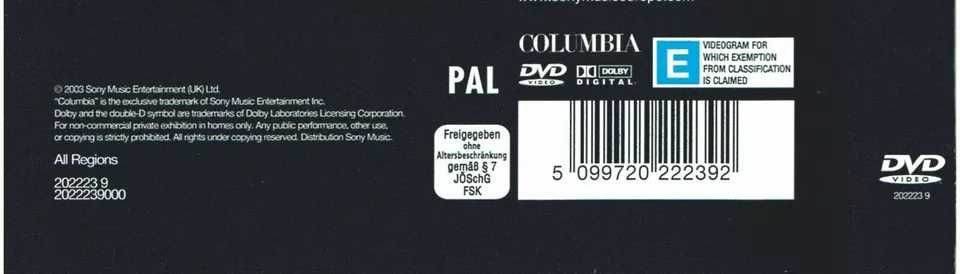 COLUMBIA
PAL
DVD
VIDEO
DOLBY
DIGITAL
E
VIDEOGRAM FOR
WHICH EXEMPTION
FROM CLASSIFICATION
IS CLAIMED
© 2003 Sony Music Entertainment (UK) Ltd.
"Columbia" is the exclusive trademark of Sony Music Entertainment Inc.
Dolby and the double-D symbol are trademarks of Dolby Laboratories Licensing Corporation.
For non-commercial private exhibition in homes only. Any public performance, other use,
or copying is strictly prohibited. All rights under copying reserved. Distribution Sony Music.
All Regions
202223 9
2022239000
Freigegeben
ohne
Altersbeschränkung
gemäß § 7
JÖSchG
FSK
5 099720 222392
DVD
VIDEO
202223 9